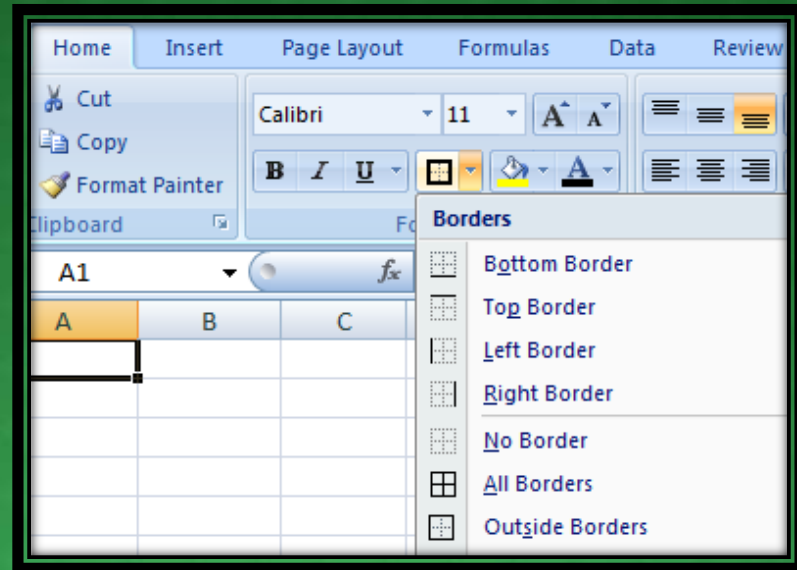 Home Insert Page Layout Formulas Data Review
Cut
Copy
Format Painter
Clipboard
Calibri 11 A A
B I U A
Borders
A1 fx
A B C
Bottom Border
Top Border
Left Border
Right Border
No Border
All Borders
Outside Borders